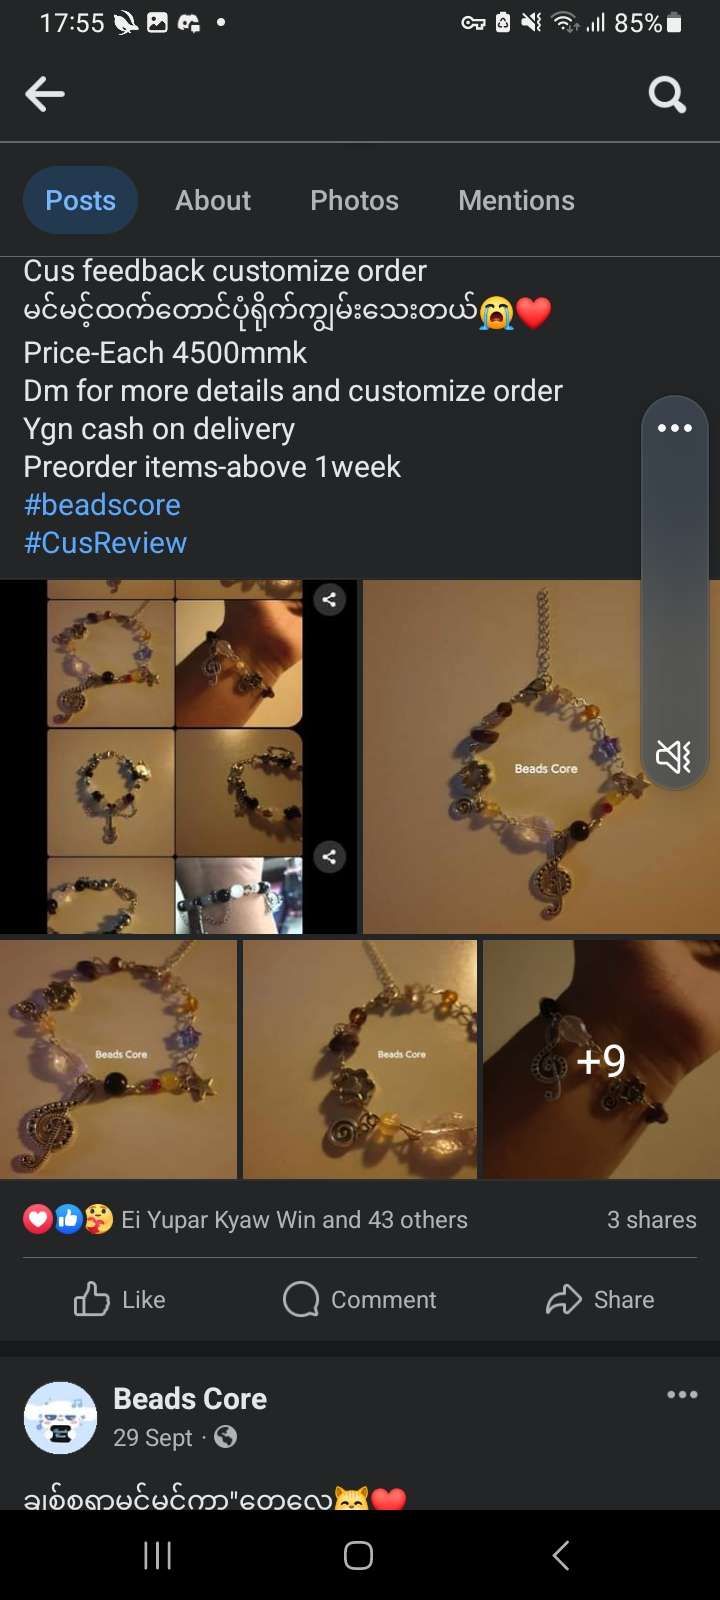 17:55
85%
Posts About Photos Mentions
Cus feedback customize order
မင်မင့်ထက်တောင်ပုံရိုက်ကျွမ်းသေးတယ်😭❤️
Price-Each 4500mmk
Dm for more details and customize order
Ygn cash on delivery
Preorder items-above 1week
#beadscore
#CusReview
Beads Core
Beads Core
Beads Core
+9
Ei Yupar Kyaw Win and 43 others
3 shares
Like Comment Share
Beads Core
29 Sept ·
ချစ်စရာမင်မင်ကာ"တေလေ😸❤️